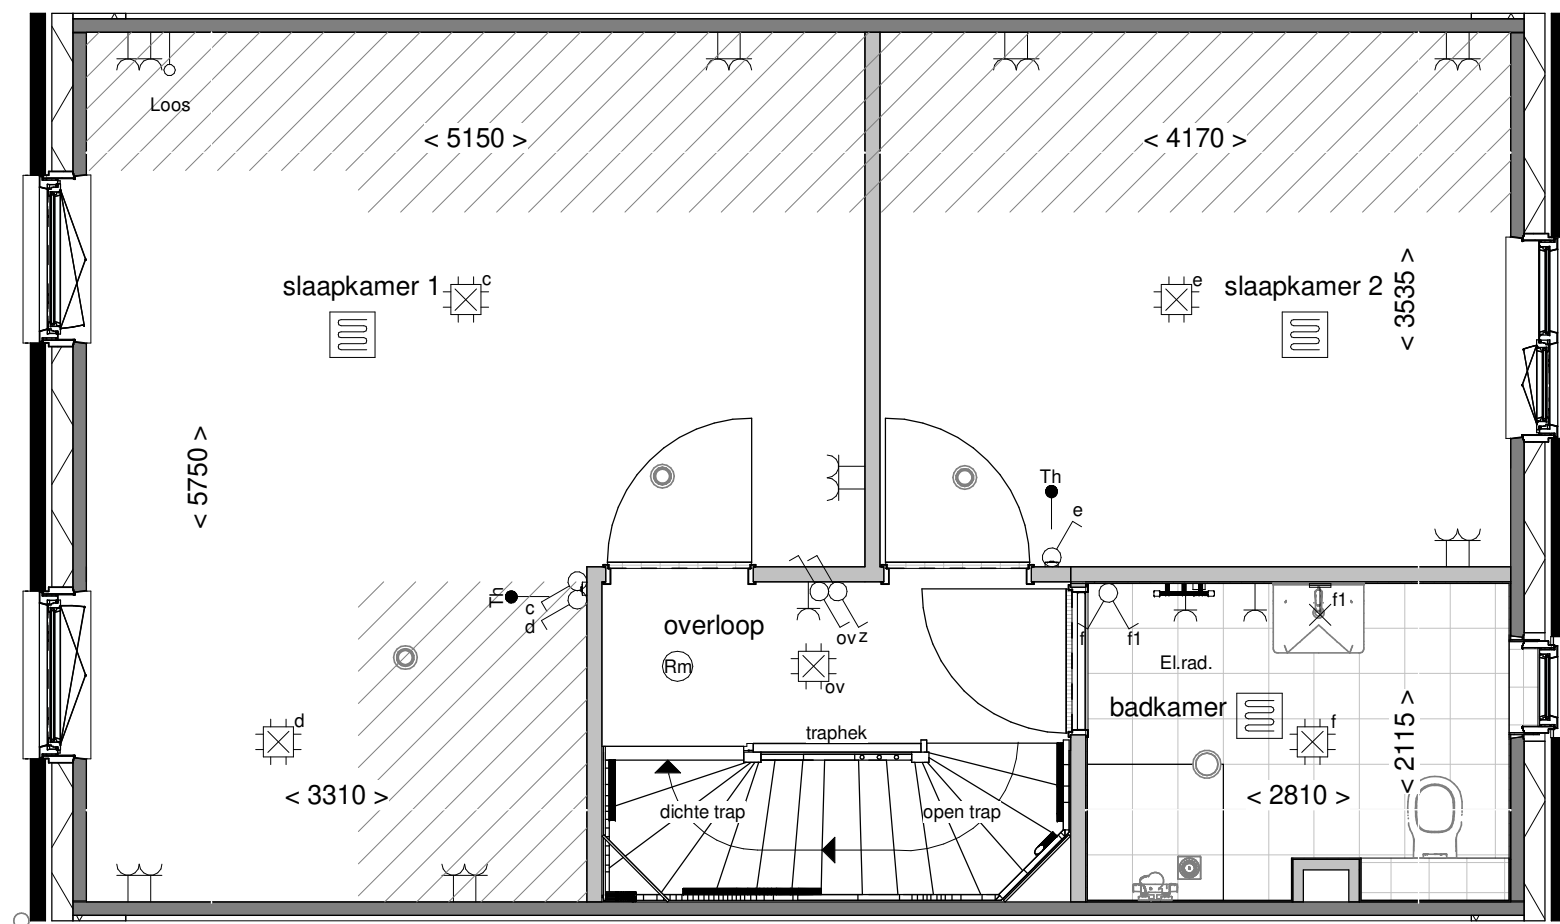 Loos
< 5150 >
< 4170 >
slaapkamer 1
c
e
slaapkamer 2
< 3535 >
< 5750 >
Th
e
Th
c
d
overloop
ov z
f
f1
f1
Rm
ov
El.rad.
badkamer
f
d
traphek
< 2115 >
< 3310 >
dichte trap
open trap
< 2810 >